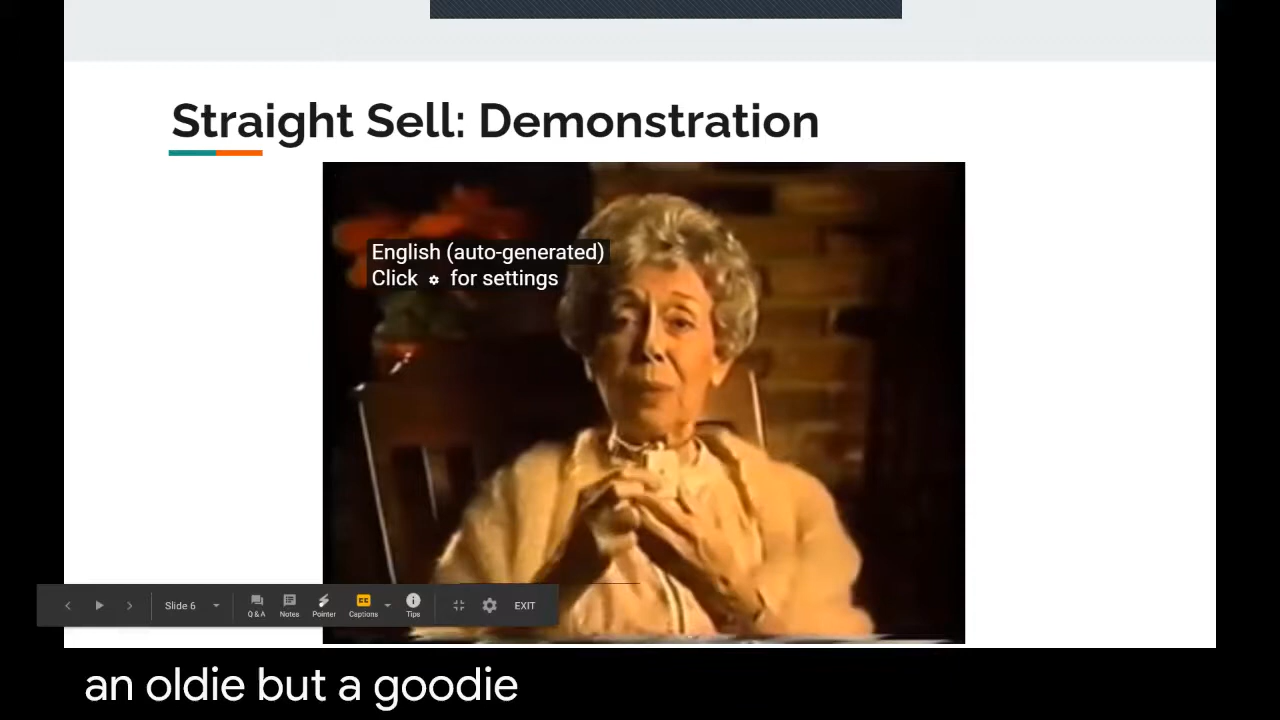 Straight Sell: Demonstration
English (auto-generated)
Click for settings
Slide 6
Q & A
Notes
Pointer
Captions
Tips
EXIT
an oldie but a goodie